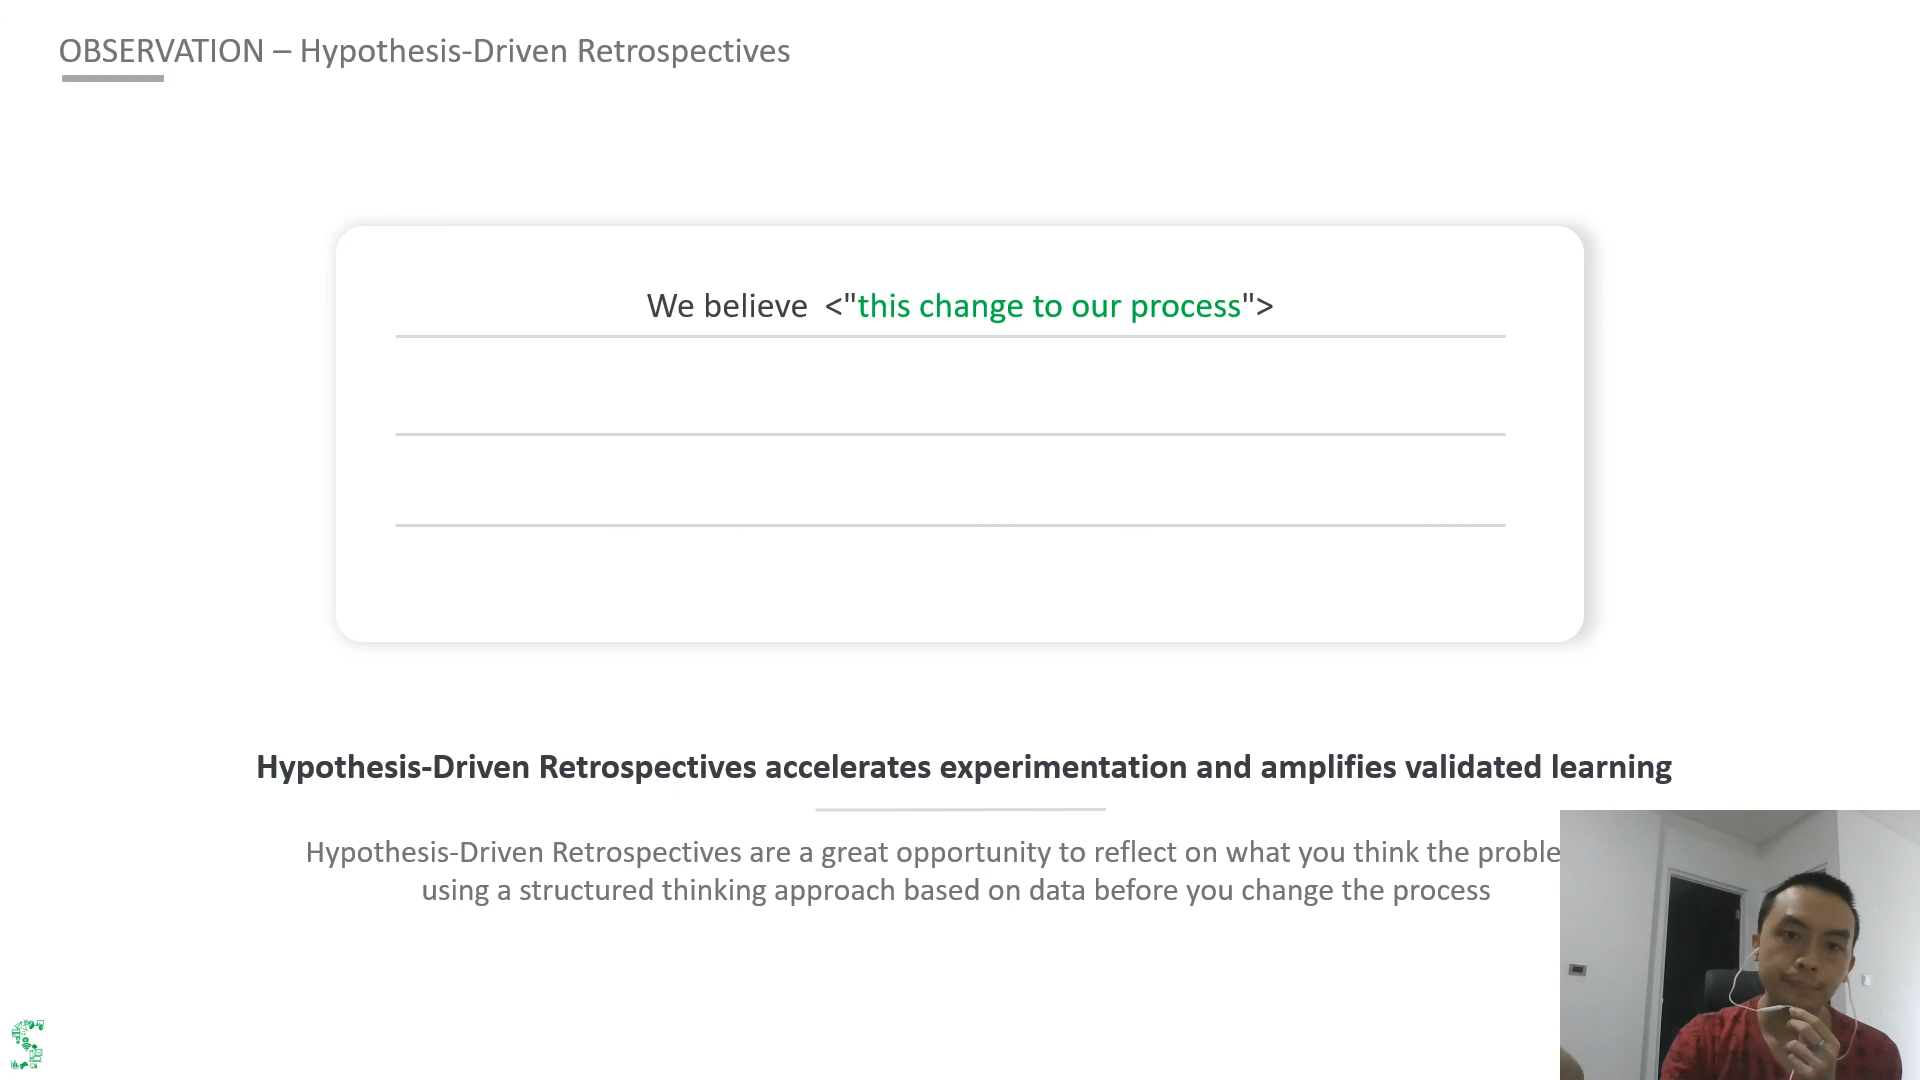 OBSERVATION – Hypothesis-Driven Retrospectives
We believe <"this change to our process">
Hypothesis-Driven Retrospectives accelerates experimentation and amplifies validated learning
Hypothesis-Driven Retrospectives are a great opportunity to reflect on what you think the proble
using a structured thinking approach based on data before you change the process